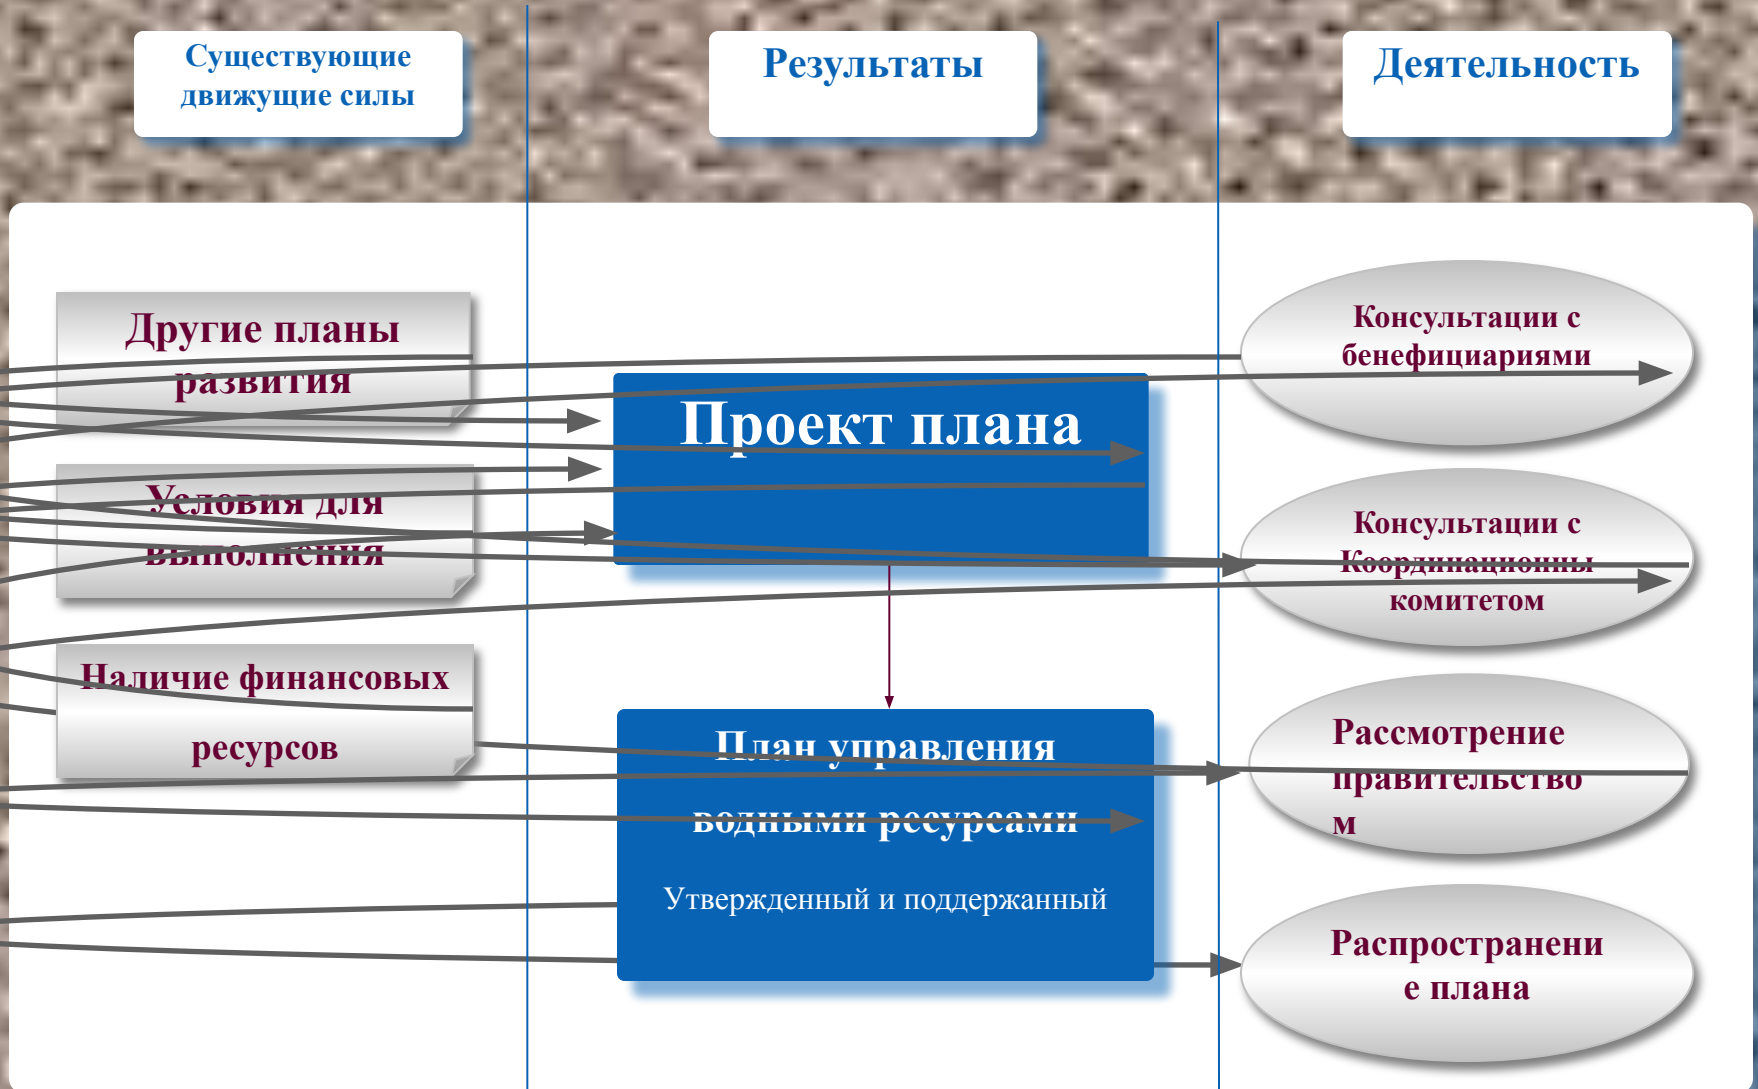 Существующие
движущие силы
Результаты
Деятельность
Другие планы
развития
Условия для
выполнения
Наличие финансовых
ресурсов
Проект плана
План управления
водными ресурсами
Утвержденный и поддержанный
Консультации с
бенефициариями
Консультации с
Координационны
комитетом
Рассмотрение
правительство
м
Распространени
е плана